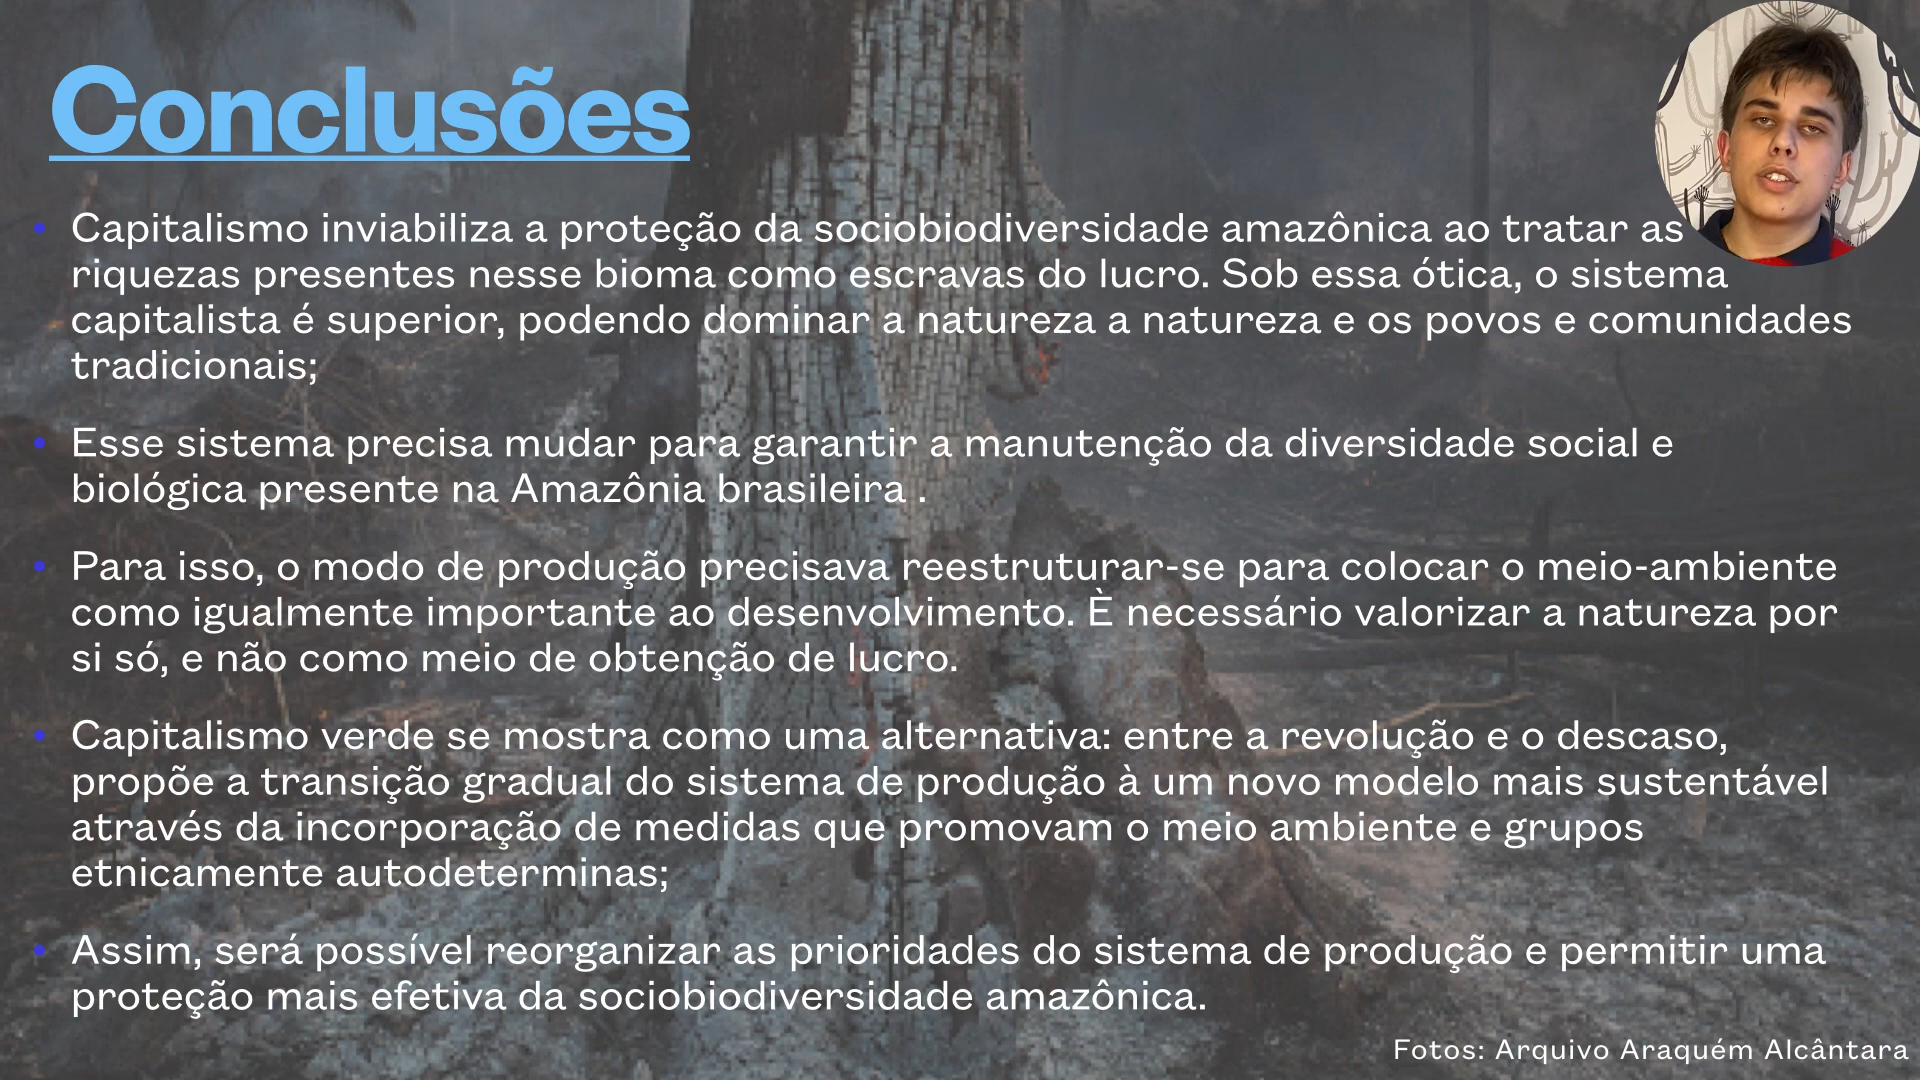 Conclusões
Capitalismo inviabiliza a proteção da sociobiodiversidade amazônica ao tratar as
riquezas presentes nesse bioma como escravas do lucro. Sob essa ótica, o sistema
capitalista é superior, podendo dominar a natureza a natureza e os povos e comunidades
tradicionais;
Esse sistema precisa mudar para garantir a manutenção da diversidade social e
biológica presente na Amazônia brasileira .
Para isso, o modo de produção precisava reestruturar-se para colocar o meio-ambiente
como igualmente importante ao desenvolvimento. È necessário valorizar a natureza por
si só, e não como meio de obtenção de lucro.
Capitalismo verde se mostra como uma alternativa: entre a revolução e o descaso,
propõe a transição gradual do sistema de produção à um novo modelo mais sustentável
através da incorporação de medidas que promovam o meio ambiente e grupos
etnicamente autodeterminas;
Assim, será possível reorganizar as prioridades do sistema de produção e permitir uma
proteção mais efetiva da sociobiodiversidade amazônica.
Fotos: Arquivo Araquém Alcântara